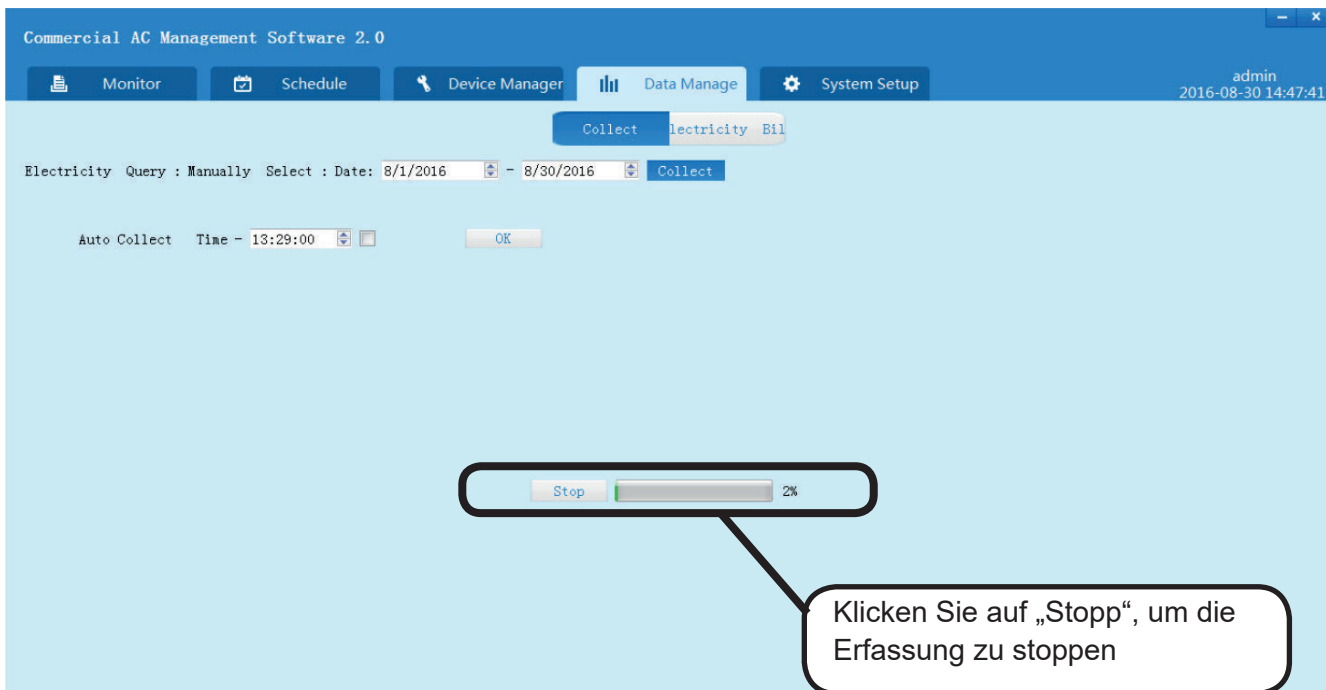 Commercial AC Management Software 2.0
Monitor Schedule Device Manager Data Manage System Setup
admin
2016-08-30 14:47:41
Collect lectricity Bil
Electricity Query : Manually Select : Date: 8/1/2016 - 8/30/2016 Collect
Auto Collect Time - 13:29:00 OK
Stop 2%
Klicken Sie auf „Stopp“, um die
Erfassung zu stoppen